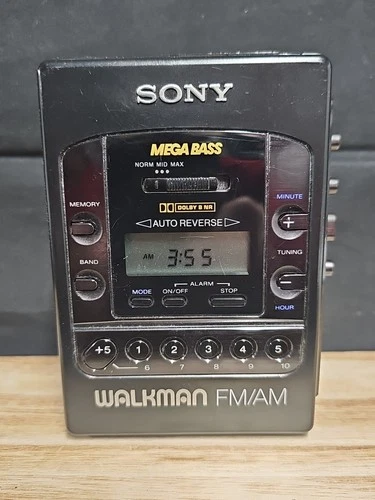 SONY
MEGA BASS
NORM MID MAX
DOLBY B NR
MEMORY
MINUTE
AUTO REVERSE
+
AM 3:55
BAND
TUNING
ALARM
MODE ON/OFF STOP
−
HOUR
+5 1 2 3 4 5
6 7 8 9 10
WALKMAN FM/AM